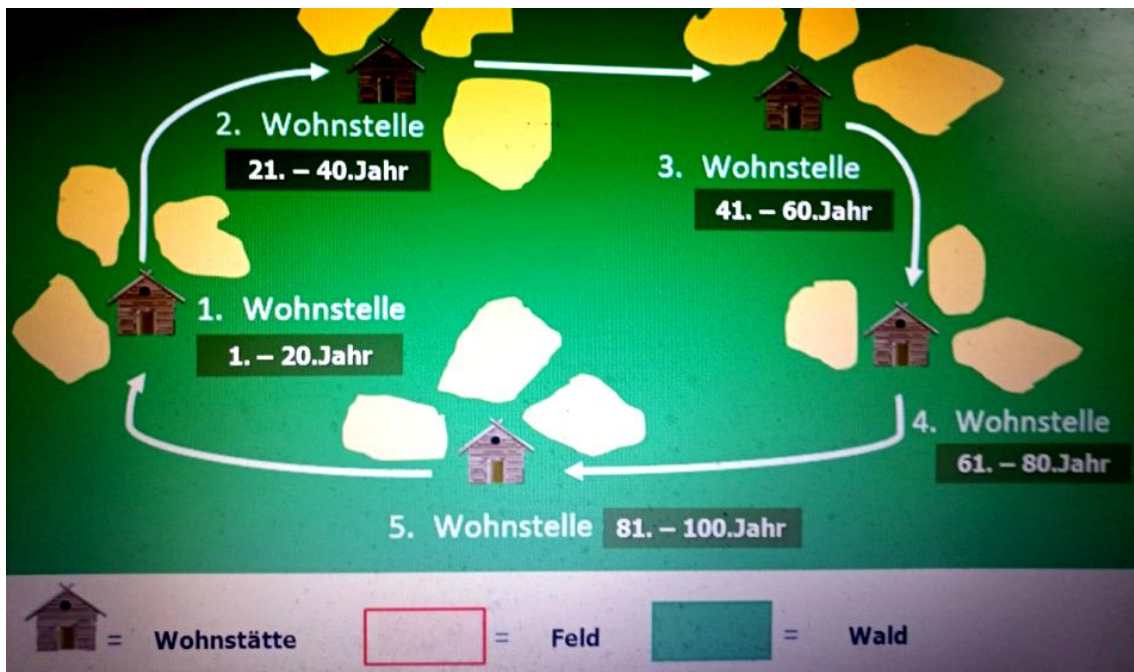 2. Wohnstelle
21. – 40.Jahr
3. Wohnstelle
41. – 60.Jahr
1. Wohnstelle
1. – 20.Jahr
4. Wohnstelle
61. – 80.Jahr
5. Wohnstelle 81. – 100.Jahr
= Wohnstätte = Feld = Wald